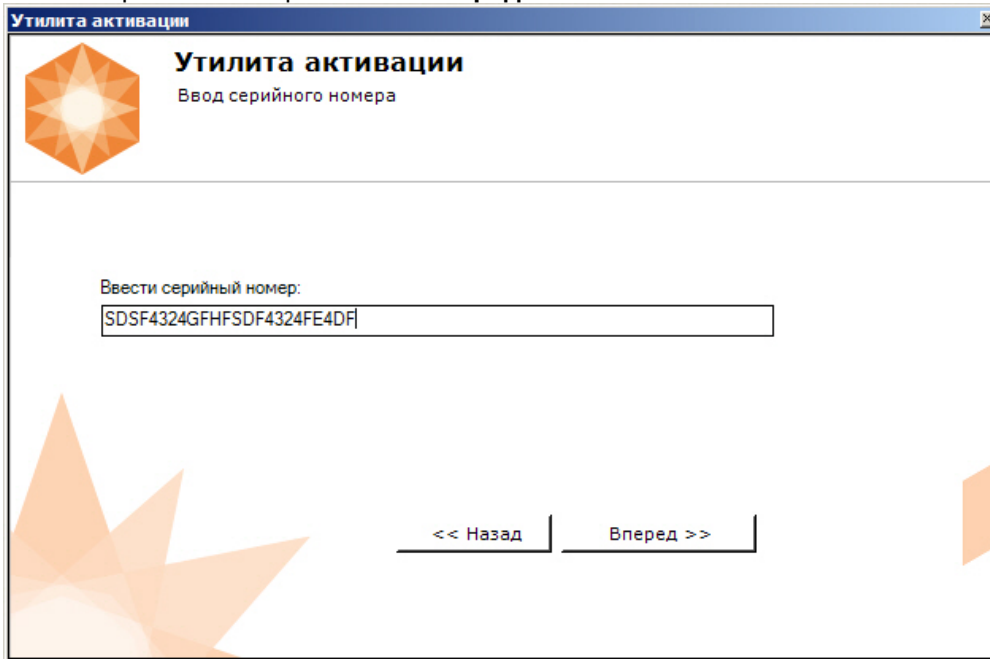 Утилита активации
Утилита активации
Ввод серийного номера
Ввести серийный номер:
SDSF4324GFHFSDF4324FE4DF
<< Назад
Вперед >>